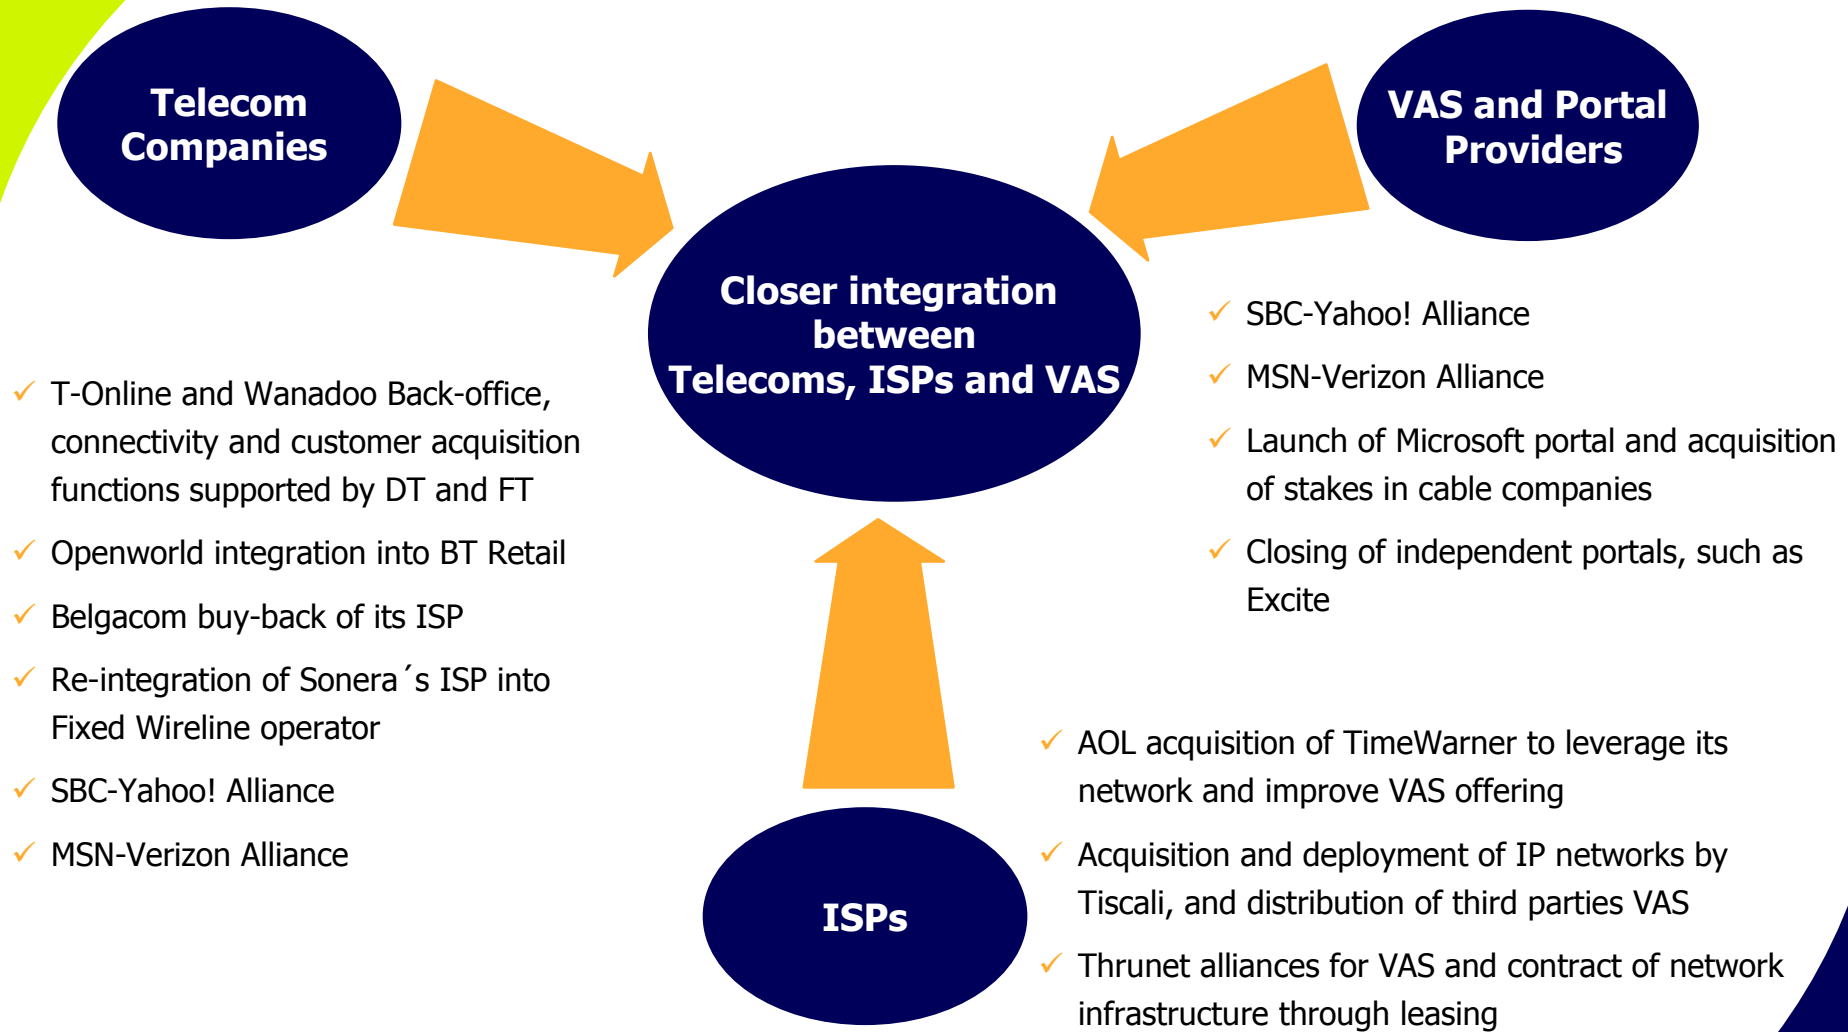 Telecom
Companies
VAS and Portal
Providers
Closer integration
between
Telecoms, ISPs and VAS
✓ T-Online and Wanadoo Back-office,
connectivity and customer acquisition
functions supported by DT and FT
✓ Openworld integration into BT Retail
✓ Belgacom buy-back of its ISP
✓ Re-integration of Sonera´s ISP into
Fixed Wireline operator
✓ SBC-Yahoo! Alliance
✓ MSN-Verizon Alliance
✓ SBC-Yahoo! Alliance
✓ MSN-Verizon Alliance
✓ Launch of Microsoft portal and acquisition
of stakes in cable companies
✓ Closing of independent portals, such as
Excite
ISPs
✓ AOL acquisition of TimeWarner to leverage its
network and improve VAS offering
✓ Acquisition and deployment of IP networks by
Tiscali, and distribution of third parties VAS
✓ Thrunet alliances for VAS and contract of network
infrastructure through leasing